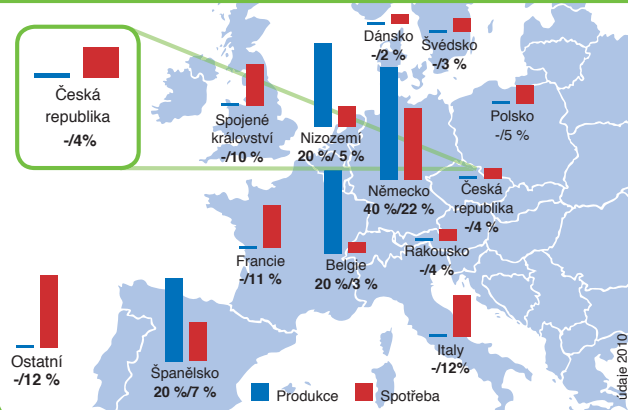 Česká
republika
-/4%
Dánsko
-/2 %
Švédsko
-/3 %
Spojené
království
-/10 %
Nizozemí
20 %/ 5 %
Polsko
-/5 %
Německo
40 %/22 %
Česká
republika
-/4 %
Francie
-/11 %
Belgie
20 %/3 %
Rakousko
-/4 %
Ostatní
-/12 %
Španělsko
20 %/7 %
Italy
-/12%
Produkce
Spotřeba
údaje 2010